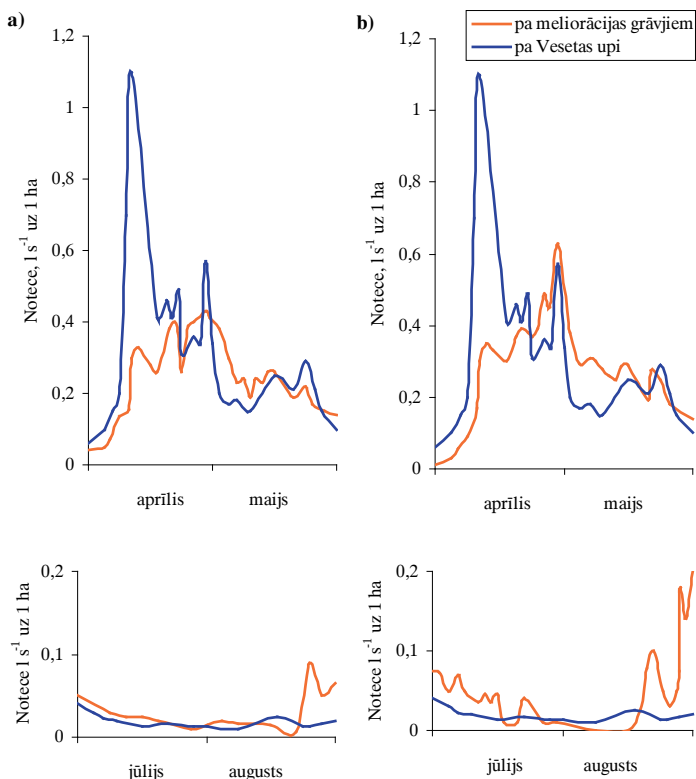 a)
b)
pa meliorācijas grāvjiem
pa Vesetas upi
Notece, l s⁻¹ uz 1 ha
1,2
1
0,8
0,6
0,4
0,2
0
aprīlis maijs
Notece, l s⁻¹ uz 1 ha
1,2
1
0,8
0,6
0,4
0,2
0
aprīlis maijs
Notece l s⁻¹ uz 1 ha
0,2
0,1
0
jūlijs augusts
Notece l s⁻¹ uz 1 ha
0,2
0,1
0
jūlijs augusts